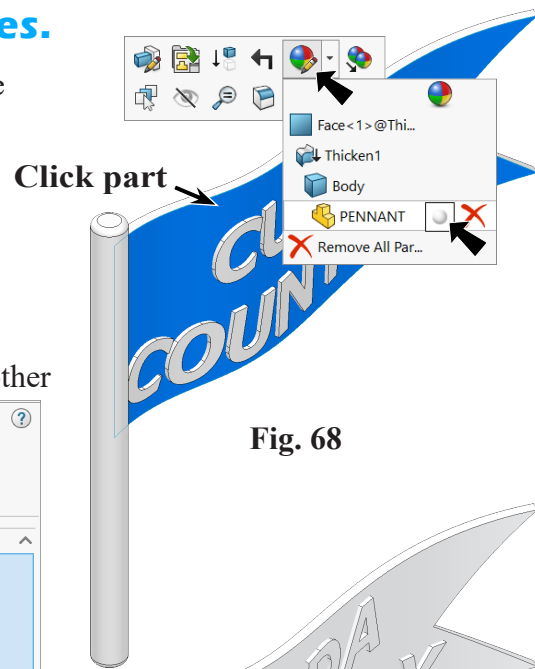 es.
e
Face<1>@Thi...
Thicken1
Click part
Body
PENNANT
Remove All Par...
CU
COUNT
ther
?
Fig. 68